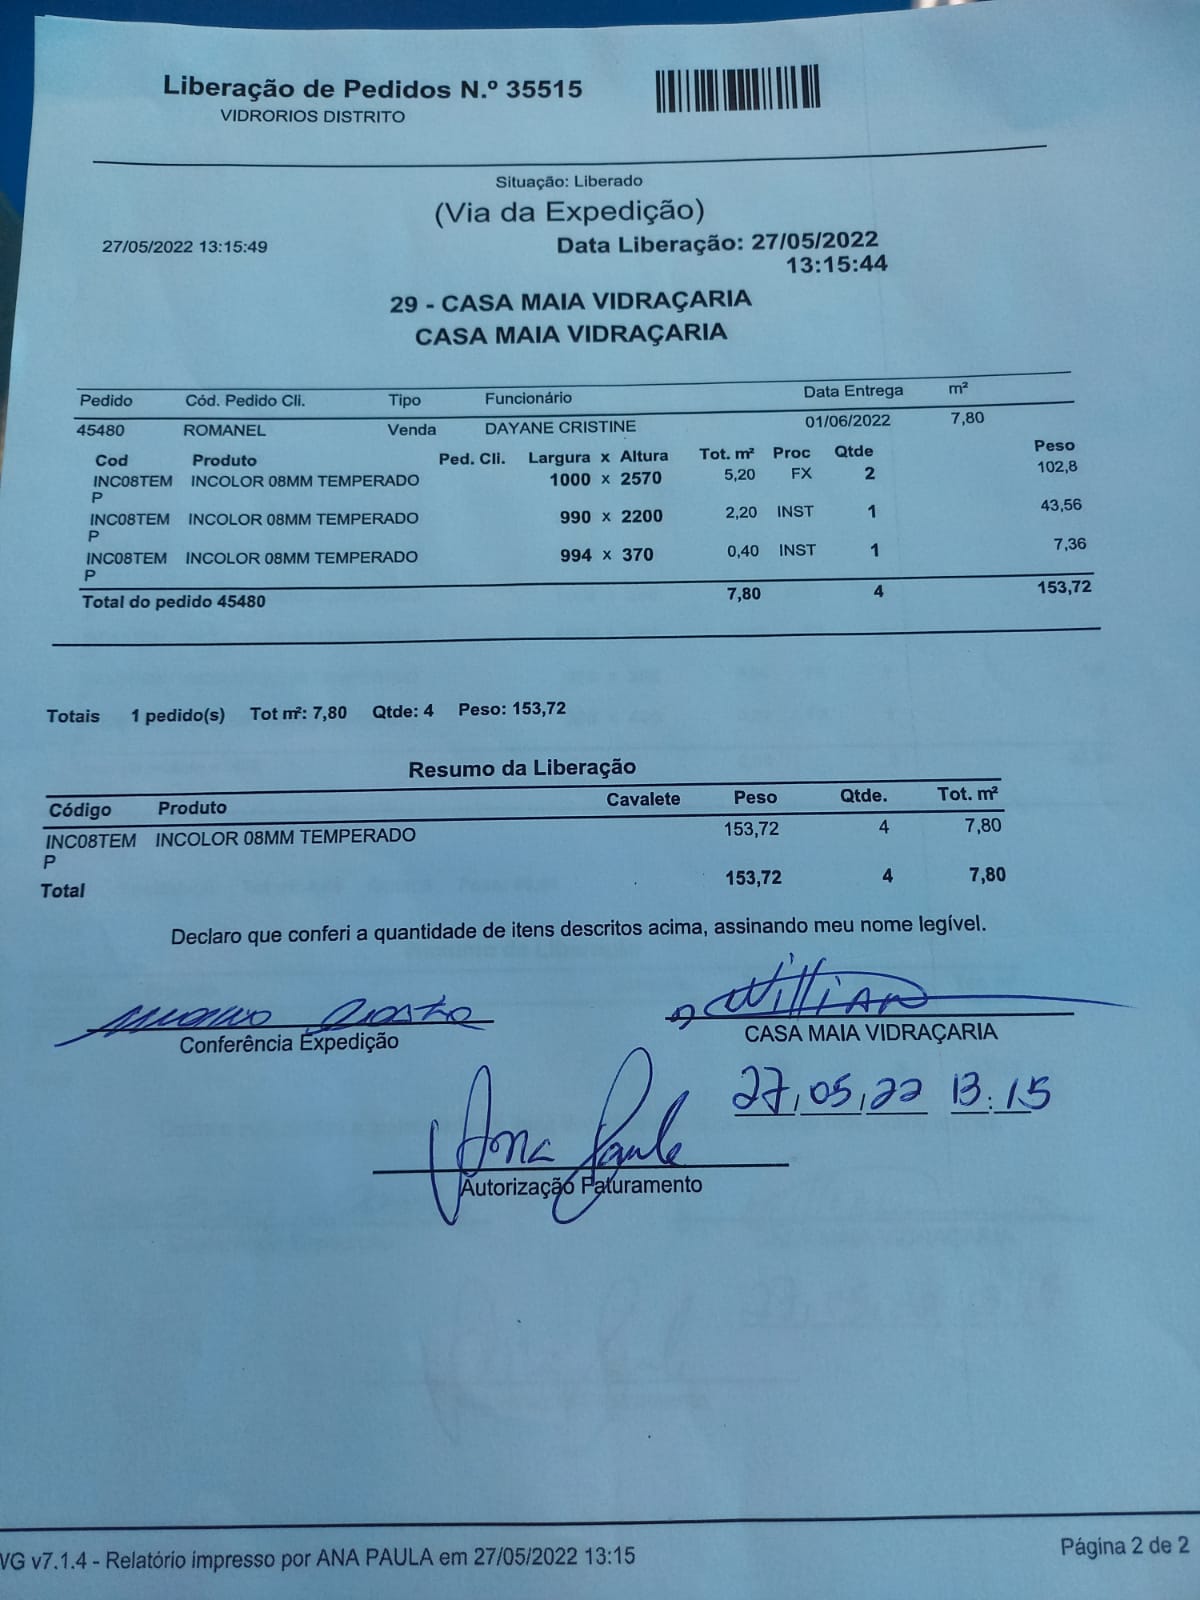 Liberação de Pedidos N.º 35515
VIDRORIOS DISTRITO
Situação: Liberado
(Via da Expedição)
27/05/2022 13:15:49
Data Liberação: 27/05/2022
13:15:44
29 - CASA MAIA VIDRAÇARIA
CASA MAIA VIDRAÇARIA
Pedido Cód. Pedido Cli. Tipo Funcionário Data Entrega m²
45480 ROMANEL Venda DAYANE CRISTINE 01/06/2022 7,80
Cod Produto Ped. Cli. Largura x Altura Tot. m² Proc Qtde Peso
INC08TEM INCOLOR 08MM TEMPERADO 1000 x 2570 5,20 FX 2 102,8
P
INC08TEM INCOLOR 08MM TEMPERADO 990 x 2200 2,20 INST 1 43,56
P
INC08TEM INCOLOR 08MM TEMPERADO 994 x 370 0,40 INST 1 7,36
P
Total do pedido 45480 7,80 4 153,72
Totais 1 pedido(s) Tot m²: 7,80 Qtde: 4 Peso: 153,72
Resumo da Liberação
Código Produto Cavalete Peso Qtde. Tot. m²
INC08TEM INCOLOR 08MM TEMPERADO 153,72 4 7,80
P
Total 153,72 4 7,80
Declaro que conferi a quantidade de itens descritos acima, assinando meu nome legível.
Willian
Conferência Expedição CASA MAIA VIDRAÇARIA
27,05,22 13:15
Ana Paula
Autorização Faturamento
VG v7.1.4 - Relatório impresso por ANA PAULA em 27/05/2022 13:15 Página 2 de 2